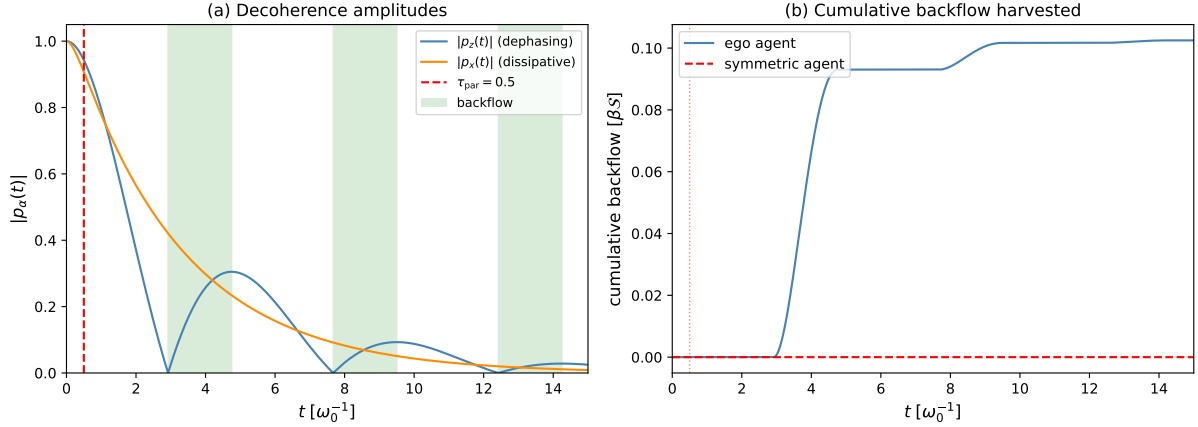 (a) Decoherence amplitudes
|p_α(t)|
1.0
0.8
0.6
0.4
0.2
0.0
|p_z(t)| (dephasing)
|p_x(t)| (dissipative)
τ_par = 0.5
backflow
0 2 4 6 8 10 12 14
t [ω₀⁻¹]
(b) Cumulative backflow harvested
cumulative backflow [β𝒮]
0.10
0.08
0.06
0.04
0.02
0.00
ego agent
symmetric agent
0 2 4 6 8 10 12 14
t [ω₀⁻¹]